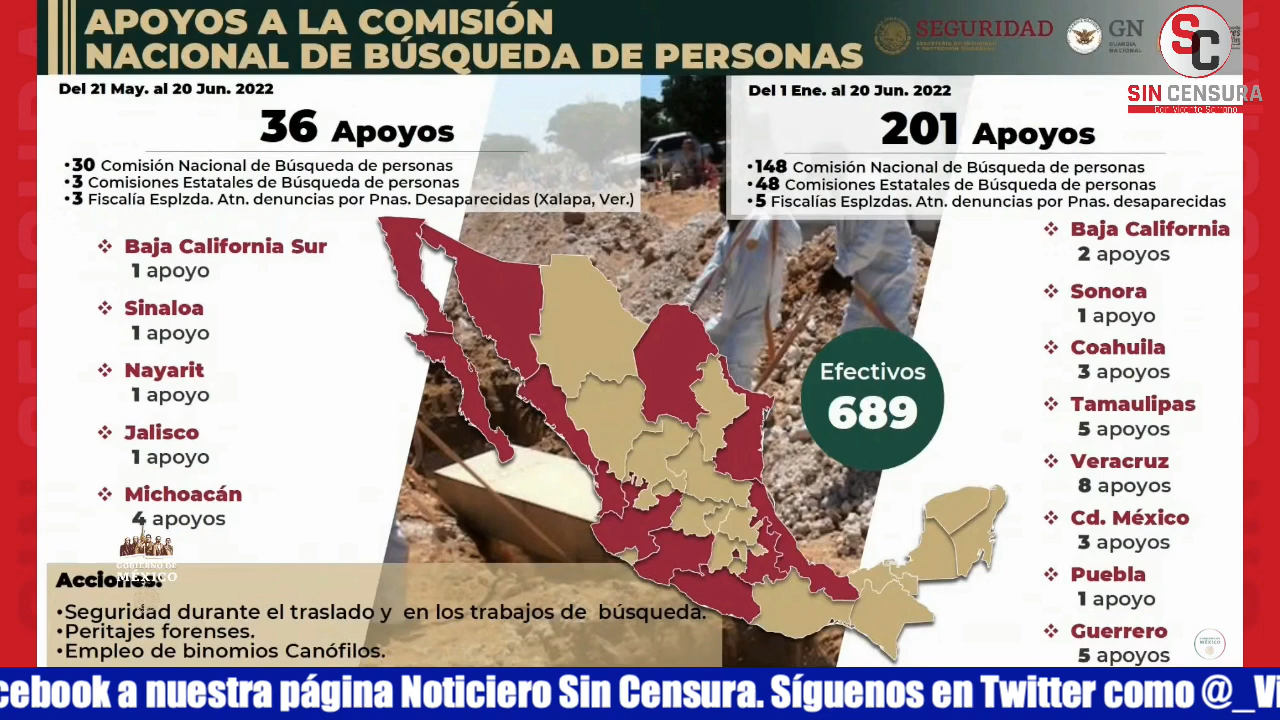 APOYOS A LA COMISIÓN
NACIONAL DE BÚSQUEDA DE PERSONAS
SEGURIDAD
GN
GUARDIA
NACIONAL
SC
SIN CENSURA
Con Vicente Serrano
Del 21 May. al 20 Jun. 2022
36 Apoyos
•30 Comisión Nacional de Búsqueda de personas
•3 Comisiones Estatales de Búsqueda de personas
•3 Fiscalía Esplzda. Atn. denuncias por Pnas. Desaparecidas (Xalapa, Ver.)
Del 1 Ene. al 20 Jun. 2022
201 Apoyos
•148 Comisión Nacional de Búsqueda de personas
•48 Comisiones Estatales de Búsqueda de personas
•5 Fiscalías Esplzdas. Atn. denuncias por Pnas. desaparecidas
❖ Baja California Sur
1 apoyo
❖ Sinaloa
1 apoyo
❖ Nayarit
1 apoyo
❖ Jalisco
1 apoyo
❖ Michoacán
4 apoyos
Efectivos
689
❖ Baja California
2 apoyos
❖ Sonora
1 apoyo
❖ Coahuila
3 apoyos
❖ Tamaulipas
5 apoyos
❖ Veracruz
8 apoyos
❖ Cd. México
3 apoyos
❖ Puebla
1 apoyo
❖ Guerrero
5 apoyos
GOBIERNO DE
MÉXICO
Acciones:
•Seguridad durante el traslado y en los trabajos de búsqueda.
•Peritajes forenses.
•Empleo de binomios Canófilos.
cebook a nuestra página Noticiero Sin Censura. Síguenos en Twitter como @_Vi